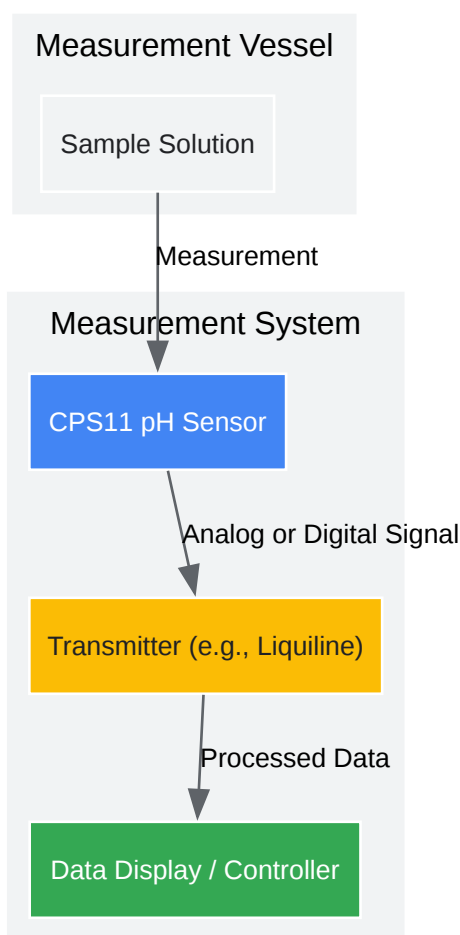 Measurement Vessel
Sample Solution
Measurement
Measurement System
CPS11 pH Sensor
Analog or Digital Signal
Transmitter (e.g., Liquiline)
Processed Data
Data Display / Controller